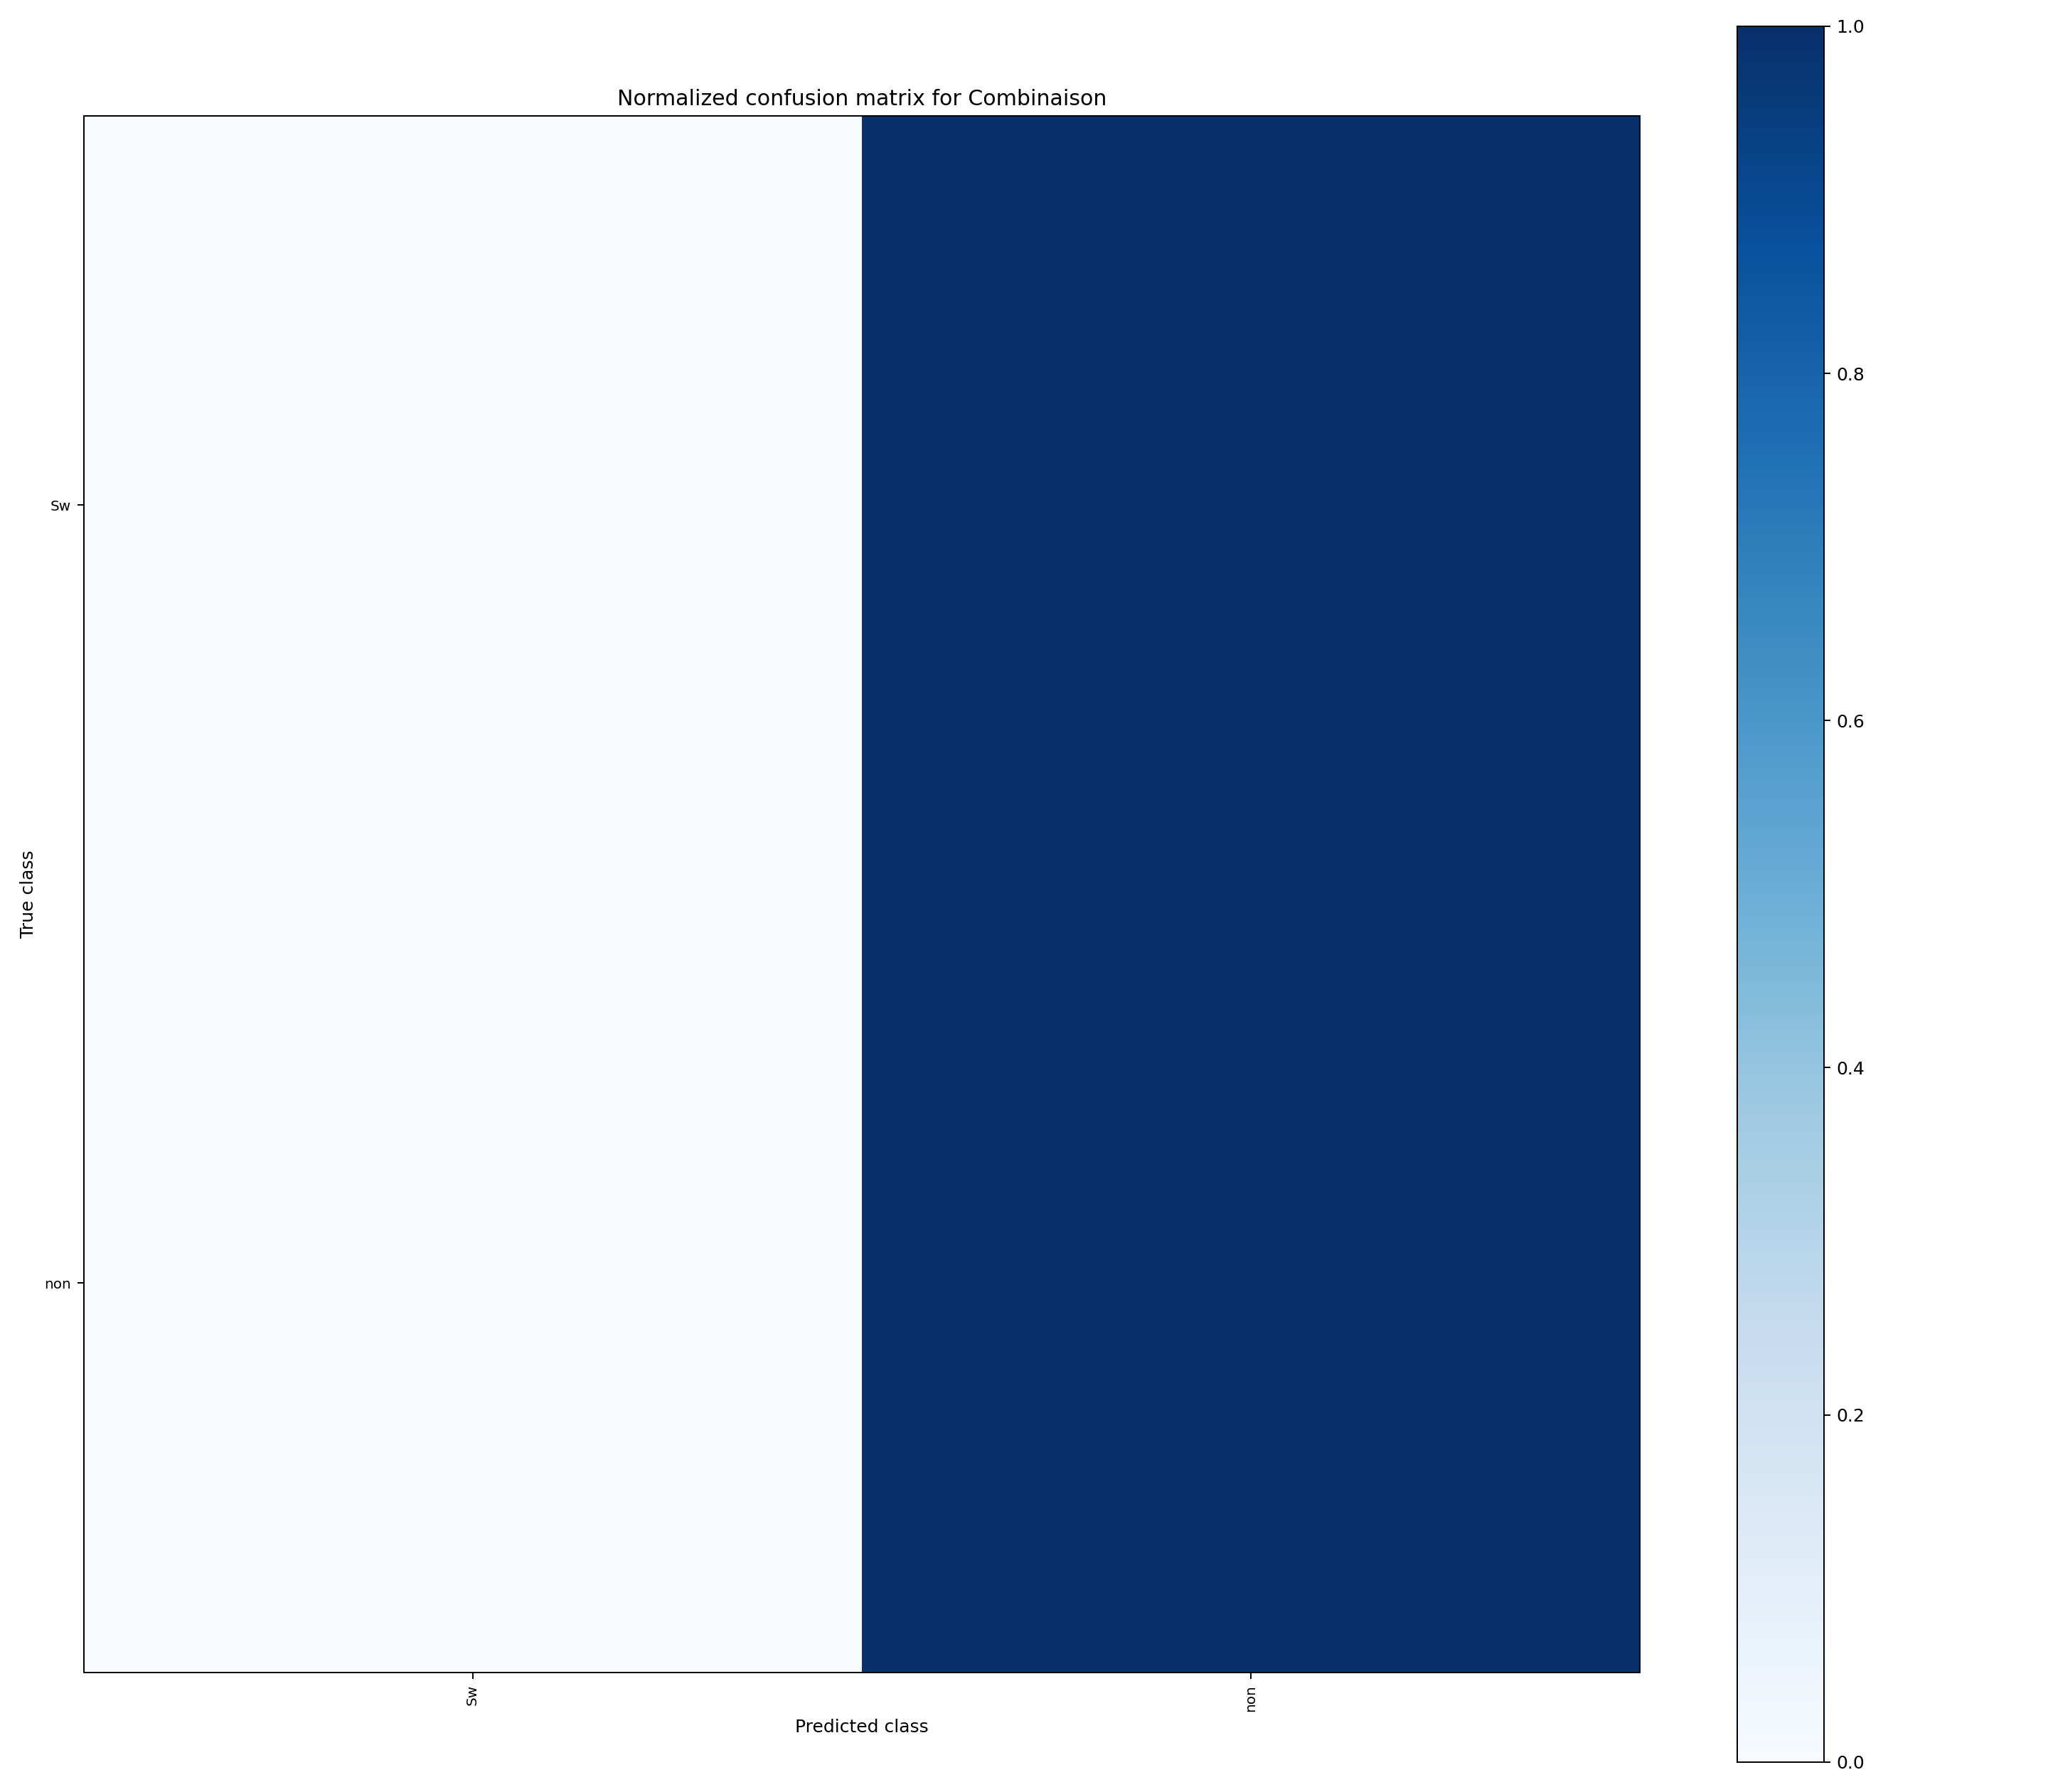 Normalized confusion matrix for Combinaison
True class
Sw
non
Sw
non
Predicted class
1.0
0.8
0.6
0.4
0.2
0.0